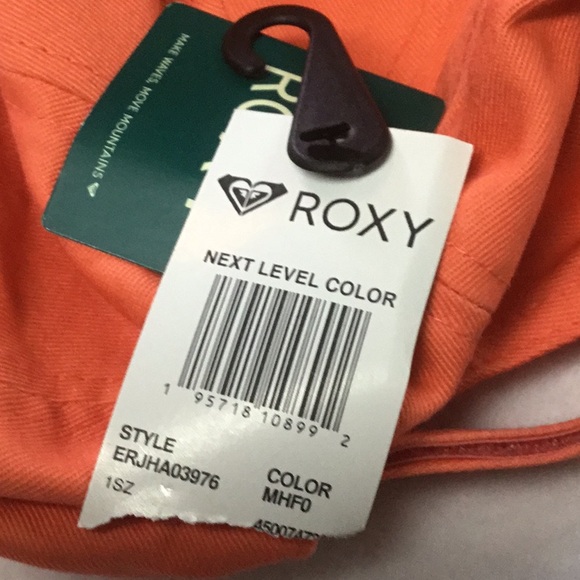 MAKE WAVES, MOVE MOUNTAINS
ROXY
NEXT LEVEL COLOR
1 95718 10899 2
STYLE
ERJHA03976
1SZ
COLOR
MHF0